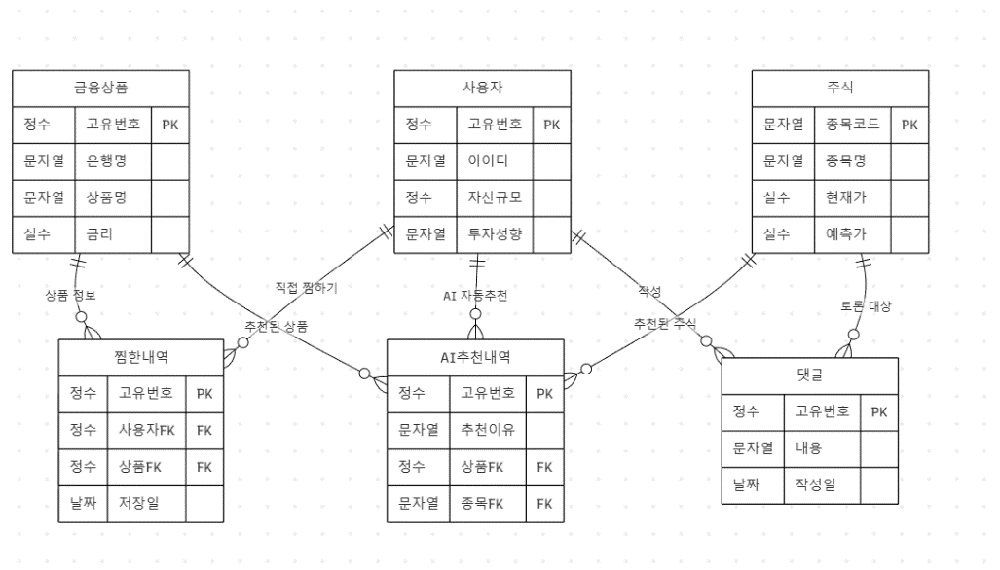 금융상품
정수 고유번호 PK
문자열 은행명
문자열 상품명
실수 금리
사용자
정수 고유번호 PK
문자열 아이디
정수 자산규모
문자열 투자성향
주식
문자열 종목코드 PK
문자열 종목명
실수 현재가
실수 예측가
상품 정보
직접 찜하기
추천된 상품
AI 자동추천
작성
추천된 주식
토론 대상
찜한내역
정수 고유번호 PK
정수 사용자FK FK
정수 상품FK FK
날짜 저장일
AI추천내역
정수 고유번호 PK
문자열 추천이유
정수 상품FK FK
문자열 종목FK FK
댓글
정수 고유번호 PK
문자열 내용
날짜 작성일